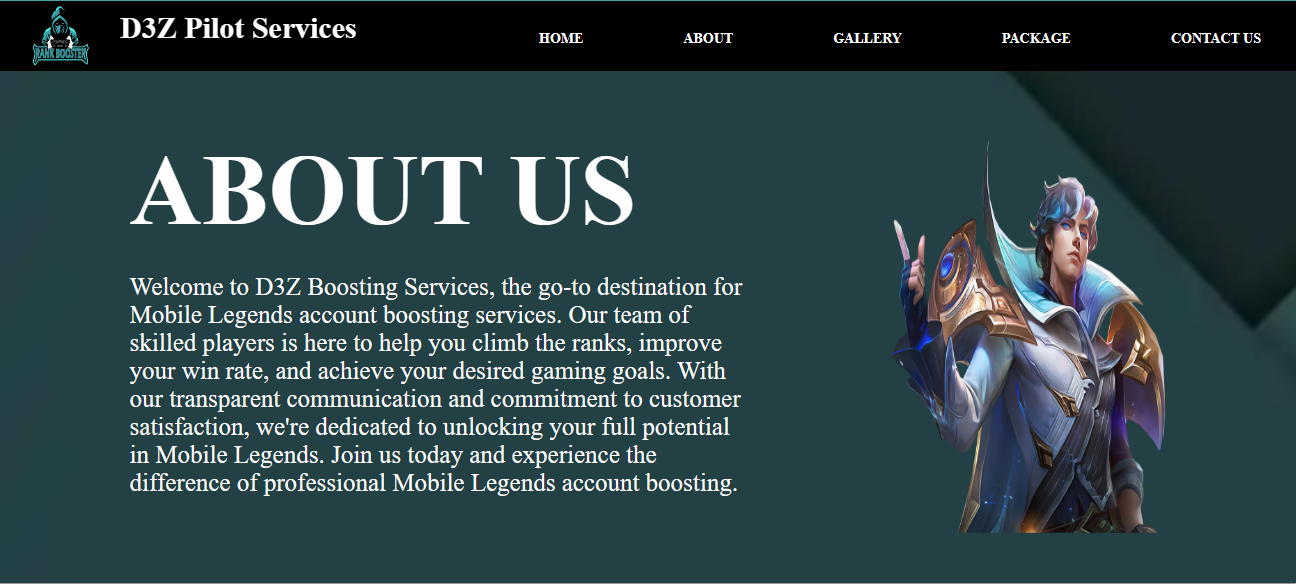 RANK BOOSTER
D3Z Pilot Services
HOME
ABOUT
GALLERY
PACKAGE
CONTACT US
ABOUT US
Welcome to D3Z Boosting Services, the go-to destination for
Mobile Legends account boosting services. Our team of
skilled players is here to help you climb the ranks, improve
your win rate, and achieve your desired gaming goals. With
our transparent communication and commitment to customer
satisfaction, we're dedicated to unlocking your full potential
in Mobile Legends. Join us today and experience the
difference of professional Mobile Legends account boosting.